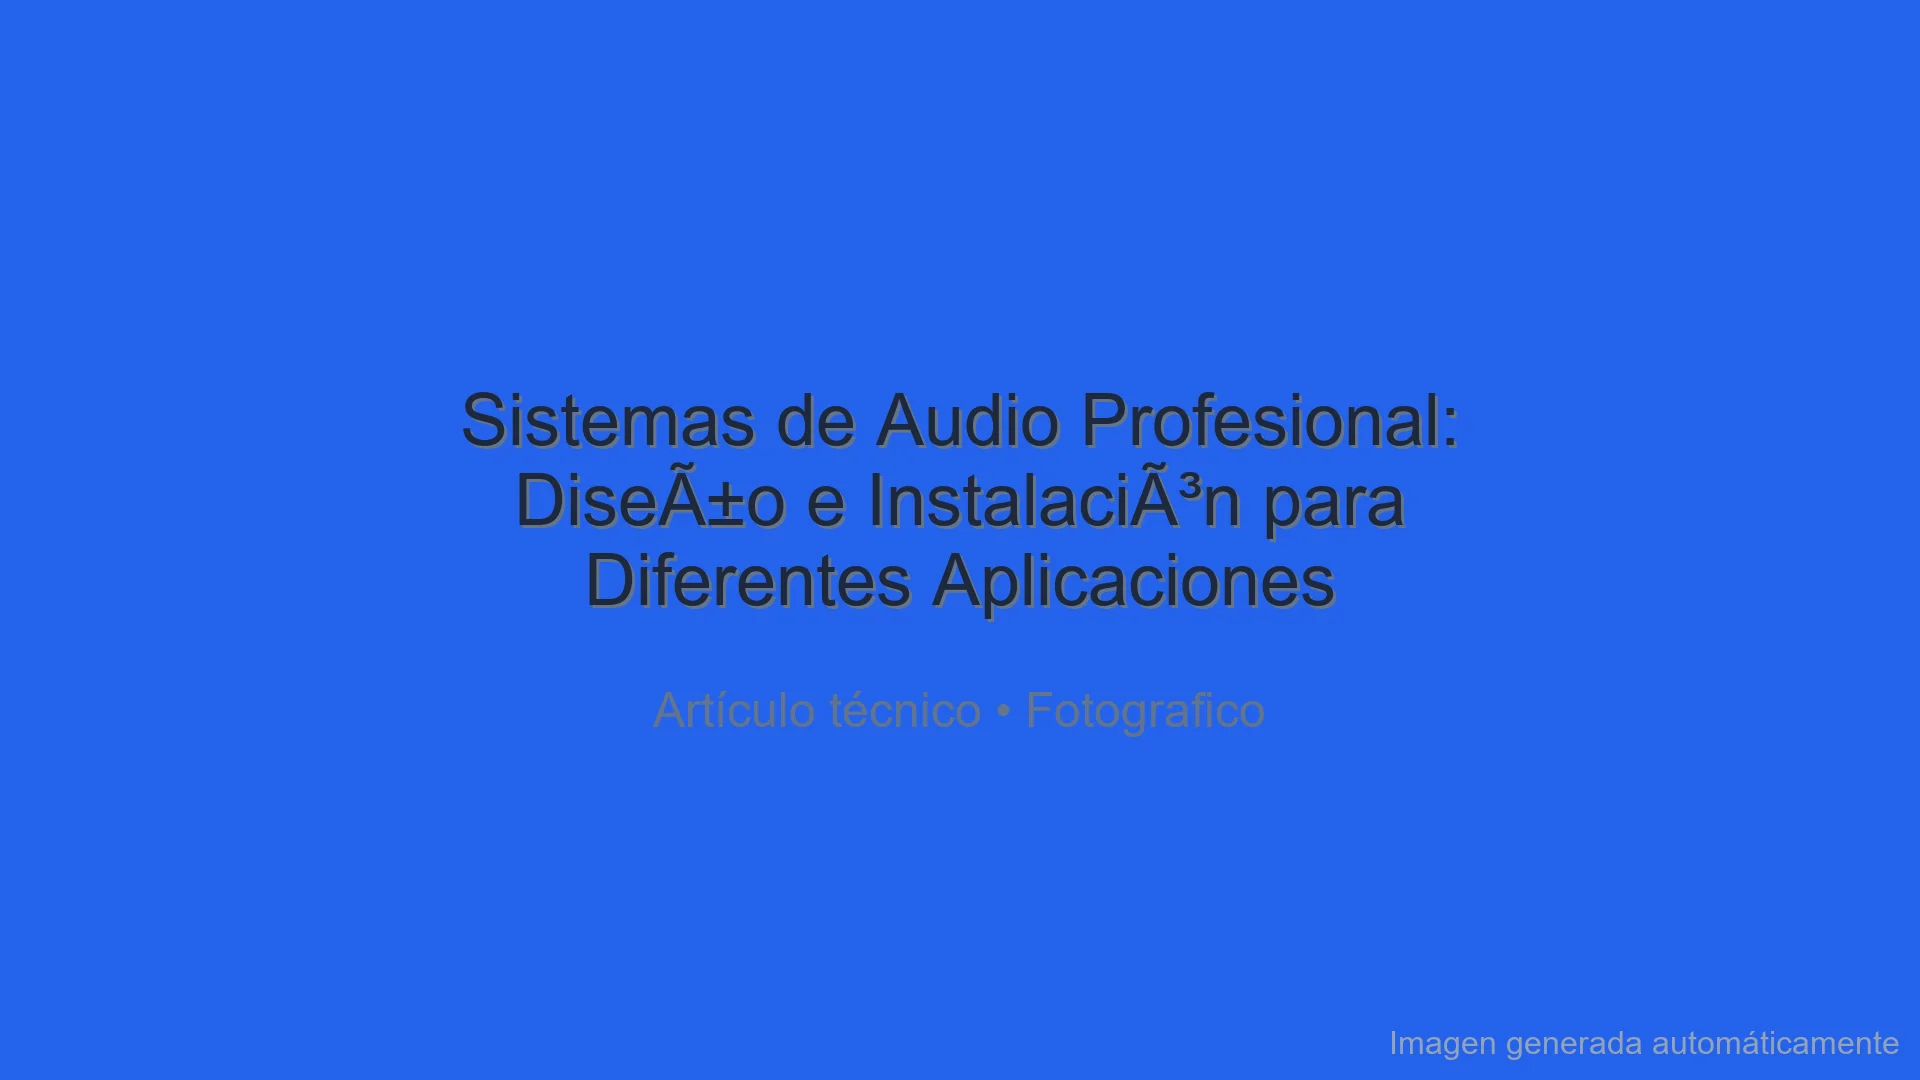 Sistemas de Audio Profesional:
DiseÃ±o e InstalaciÃ³n para
Diferentes Aplicaciones
Artículo técnico • Fotografico
Imagen generada automáticamente